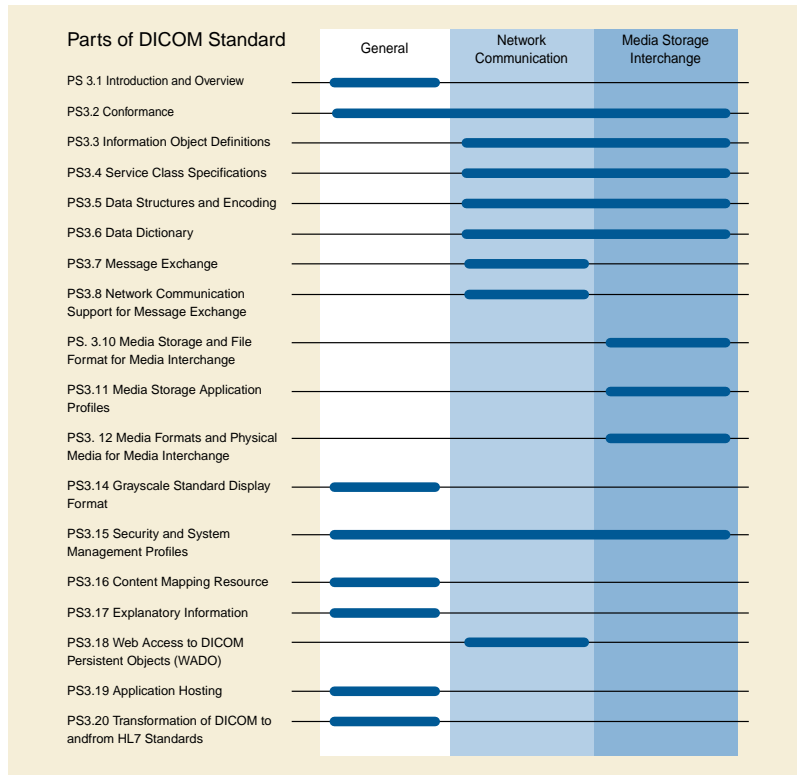 Parts of DICOM Standard
General
Network
Communication
Media Storage
Interchange
PS 3.1 Introduction and Overview
PS3.2 Conformance
PS3.3 Information Object Definitions
PS3.4 Service Class Specifications
PS3.5 Data Structures and Encoding
PS3.6 Data Dictionary
PS3.7 Message Exchange
PS3.8 Network Communication
Support for Message Exchange
PS. 3.10 Media Storage and File
Format for Media Interchange
PS3.11 Media Storage Application
Profiles
PS3. 12 Media Formats and Physical
Media for Media Interchange
PS3.14 Grayscale Standard Display
Format
PS3.15 Security and System
Management Profiles
PS3.16 Content Mapping Resource
PS3.17 Explanatory Information
PS3.18 Web Access to DICOM
Persistent Objects (WADO)
PS3.19 Application Hosting
PS3.20 Transformation of DICOM to
andfrom HL7 Standards